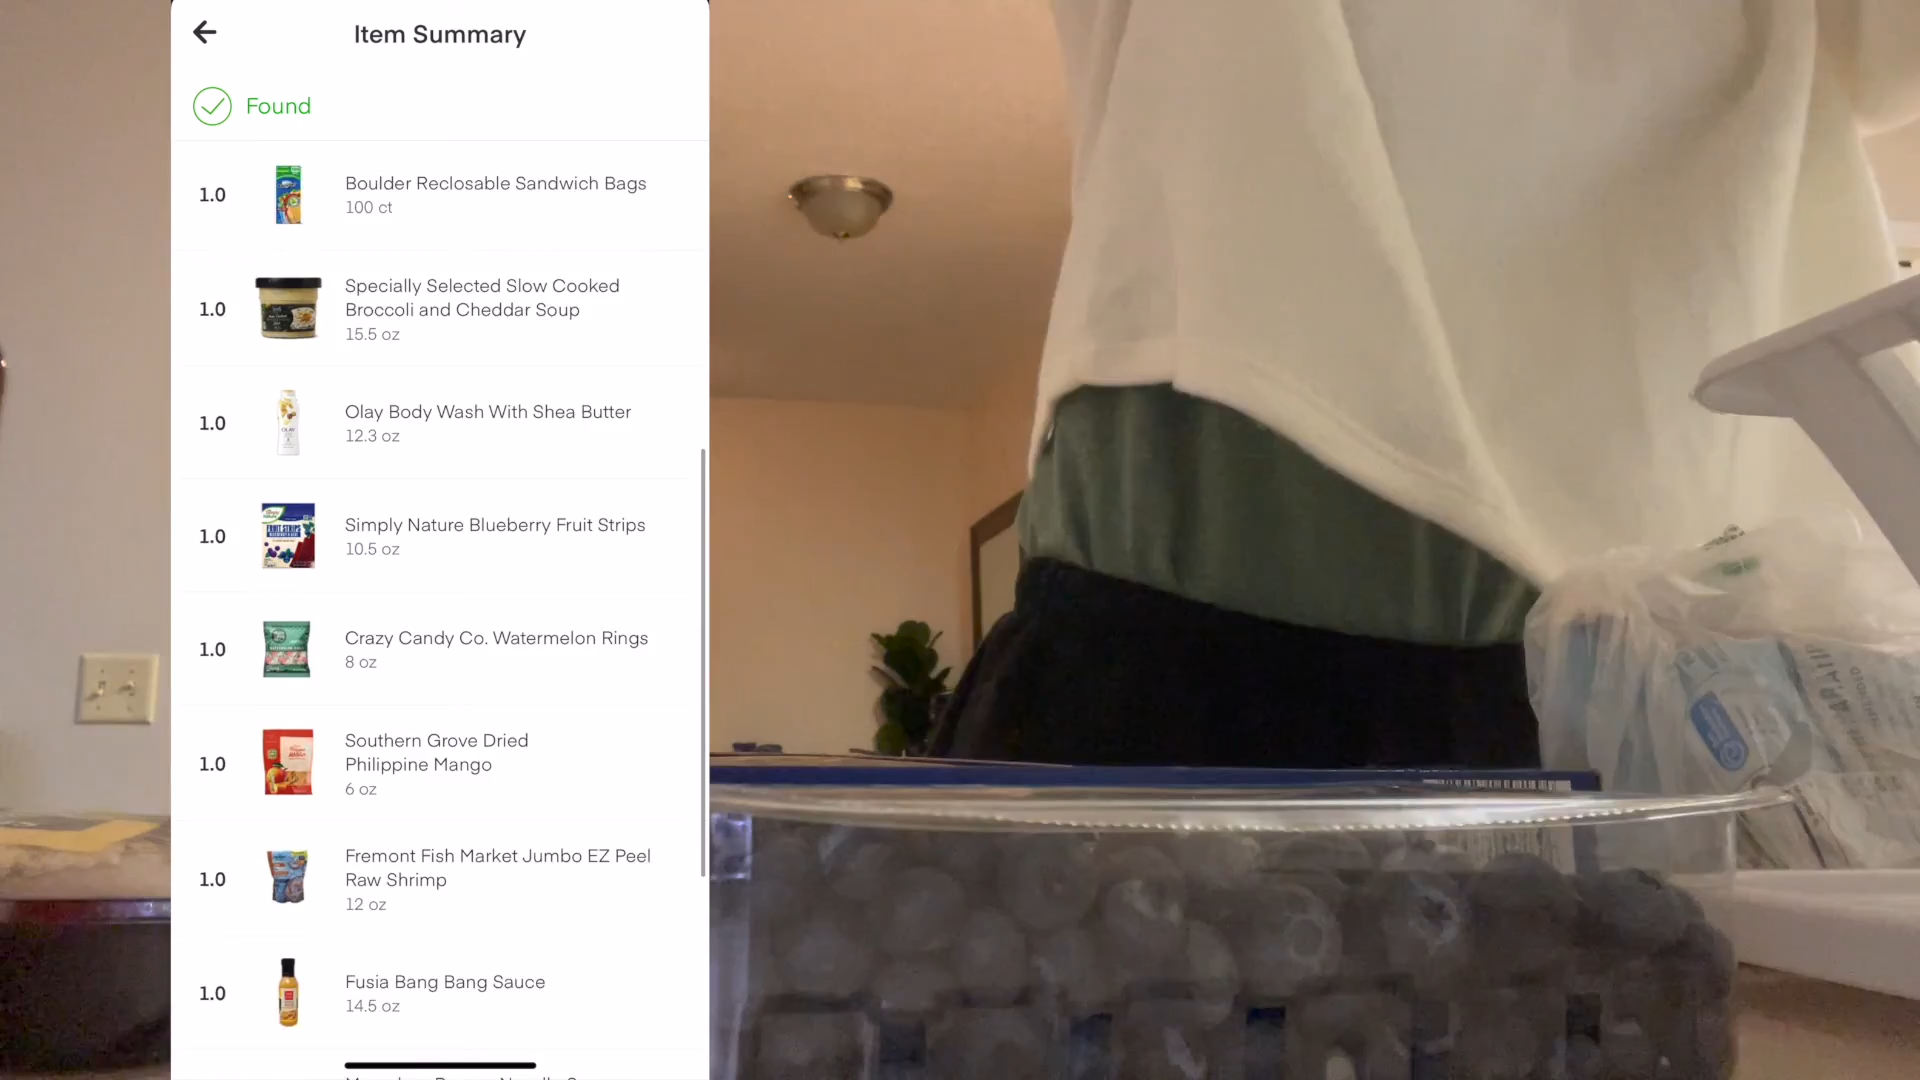 Item Summary
Found
1.0
Boulder Reclosable Sandwich Bags
100 ct
1.0
Specially Selected Slow Cooked
Broccoli and Cheddar Soup
15.5 oz
1.0
Olay Body Wash With Shea Butter
12.3 oz
1.0
FRUIT STRIPS
Simply Nature Blueberry Fruit Strips
10.5 oz
1.0
Crazy Candy Co. Watermelon Rings
8 oz
1.0
Southern Grove Dried
Philippine Mango
6 oz
1.0
Fremont Fish Market Jumbo EZ Peel
Raw Shrimp
12 oz
1.0
Fusia Bang Bang Sauce
14.5 oz